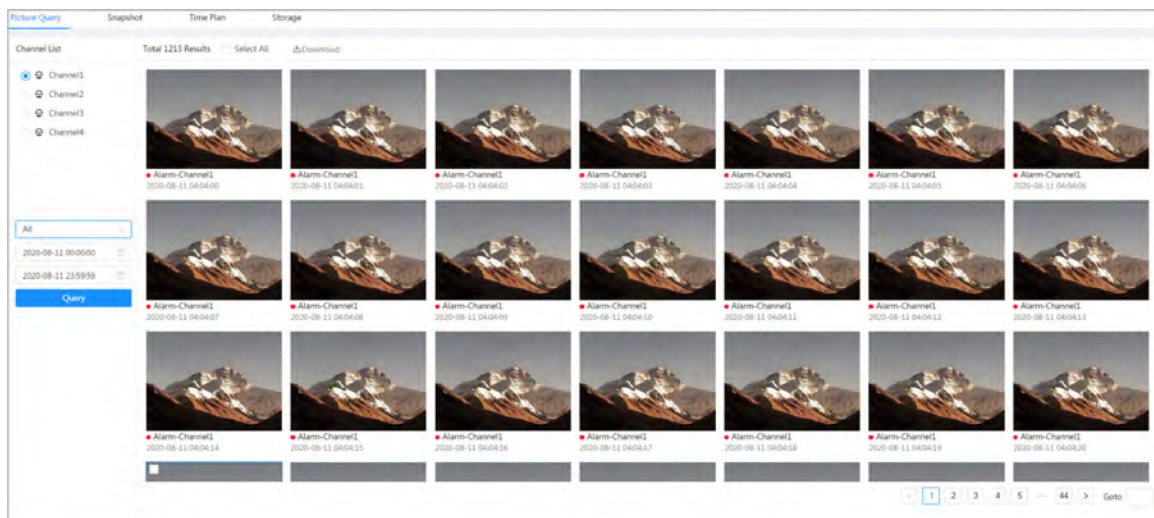 Picture Query Snapshot Time Plan Storage
Channel List Total 1213 Results Select All Download
Channel1
Channel2
Channel3
Channel4
All
2020-08-11 00:00:00
2020-08-11 23:59:59
Query
Alarm-Channel1 Alarm-Channel1 Alarm-Channel1 Alarm-Channel1 Alarm-Channel1 Alarm-Channel1 Alarm-Channel1
2020-08-11 04:04:00 2020-08-11 04:04:01 2020-08-11 04:04:02 2020-08-11 04:04:03 2020-08-11 04:04:04 2020-08-11 04:04:05 2020-08-11 04:04:06
Alarm-Channel1 Alarm-Channel1 Alarm-Channel1 Alarm-Channel1 Alarm-Channel1 Alarm-Channel1 Alarm-Channel1
2020-08-11 04:04:07 2020-08-11 04:04:08 2020-08-11 04:04:09 2020-08-11 04:04:10 2020-08-11 04:04:11 2020-08-11 04:04:12 2020-08-11 04:04:13
Alarm-Channel1 Alarm-Channel1 Alarm-Channel1 Alarm-Channel1 Alarm-Channel1 Alarm-Channel1 Alarm-Channel1
2020-08-11 04:04:14 2020-08-11 04:04:15 2020-08-11 04:04:16 2020-08-11 04:04:17 2020-08-11 04:04:18 2020-08-11 04:04:19 2020-08-11 04:04:20
< 1 2 3 4 5 ··· 44 > Goto